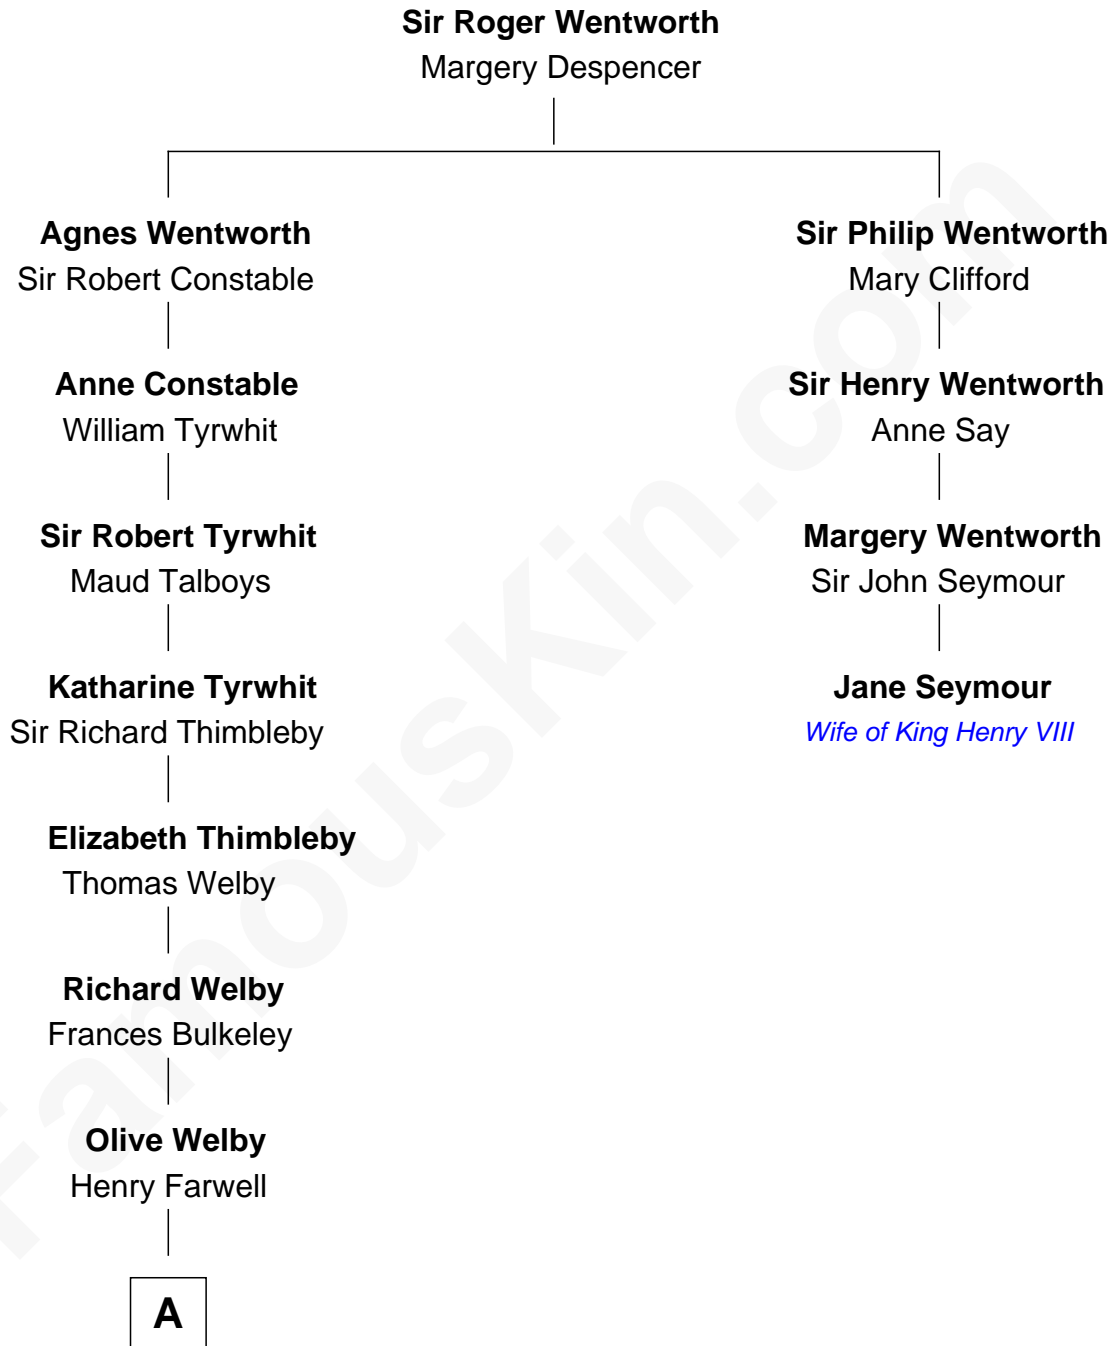 Sir Roger Wentworth
Margery Despencer
Agnes Wentworth
Sir Robert Constable
Sir Philip Wentworth
Mary Clifford
Anne Constable
William Tyrwhit
Sir Henry Wentworth
Anne Say
Sir Robert Tyrwhit
Maud Talboys
Margery Wentworth
Sir John Seymour
Katharine Tyrwhit
Sir Richard Thimbleby
Jane Seymour
Wife of King Henry VIII
Elizabeth Thimbleby
Thomas Welby
Richard Welby
Frances Bulkeley
Olive Welby
Henry Farwell
A
FamousKin.com